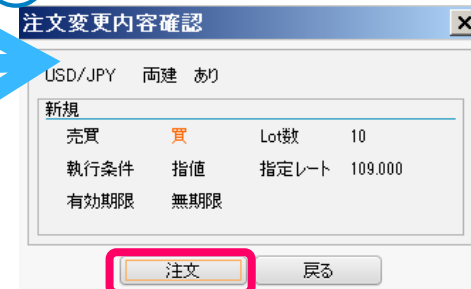 注文変更内容確認
USD/JPY 両建 あり
新規
売買 買 Lot数 10
執行条件 指値 指定レート 109.000
有効期限 無期限
注文 戻る